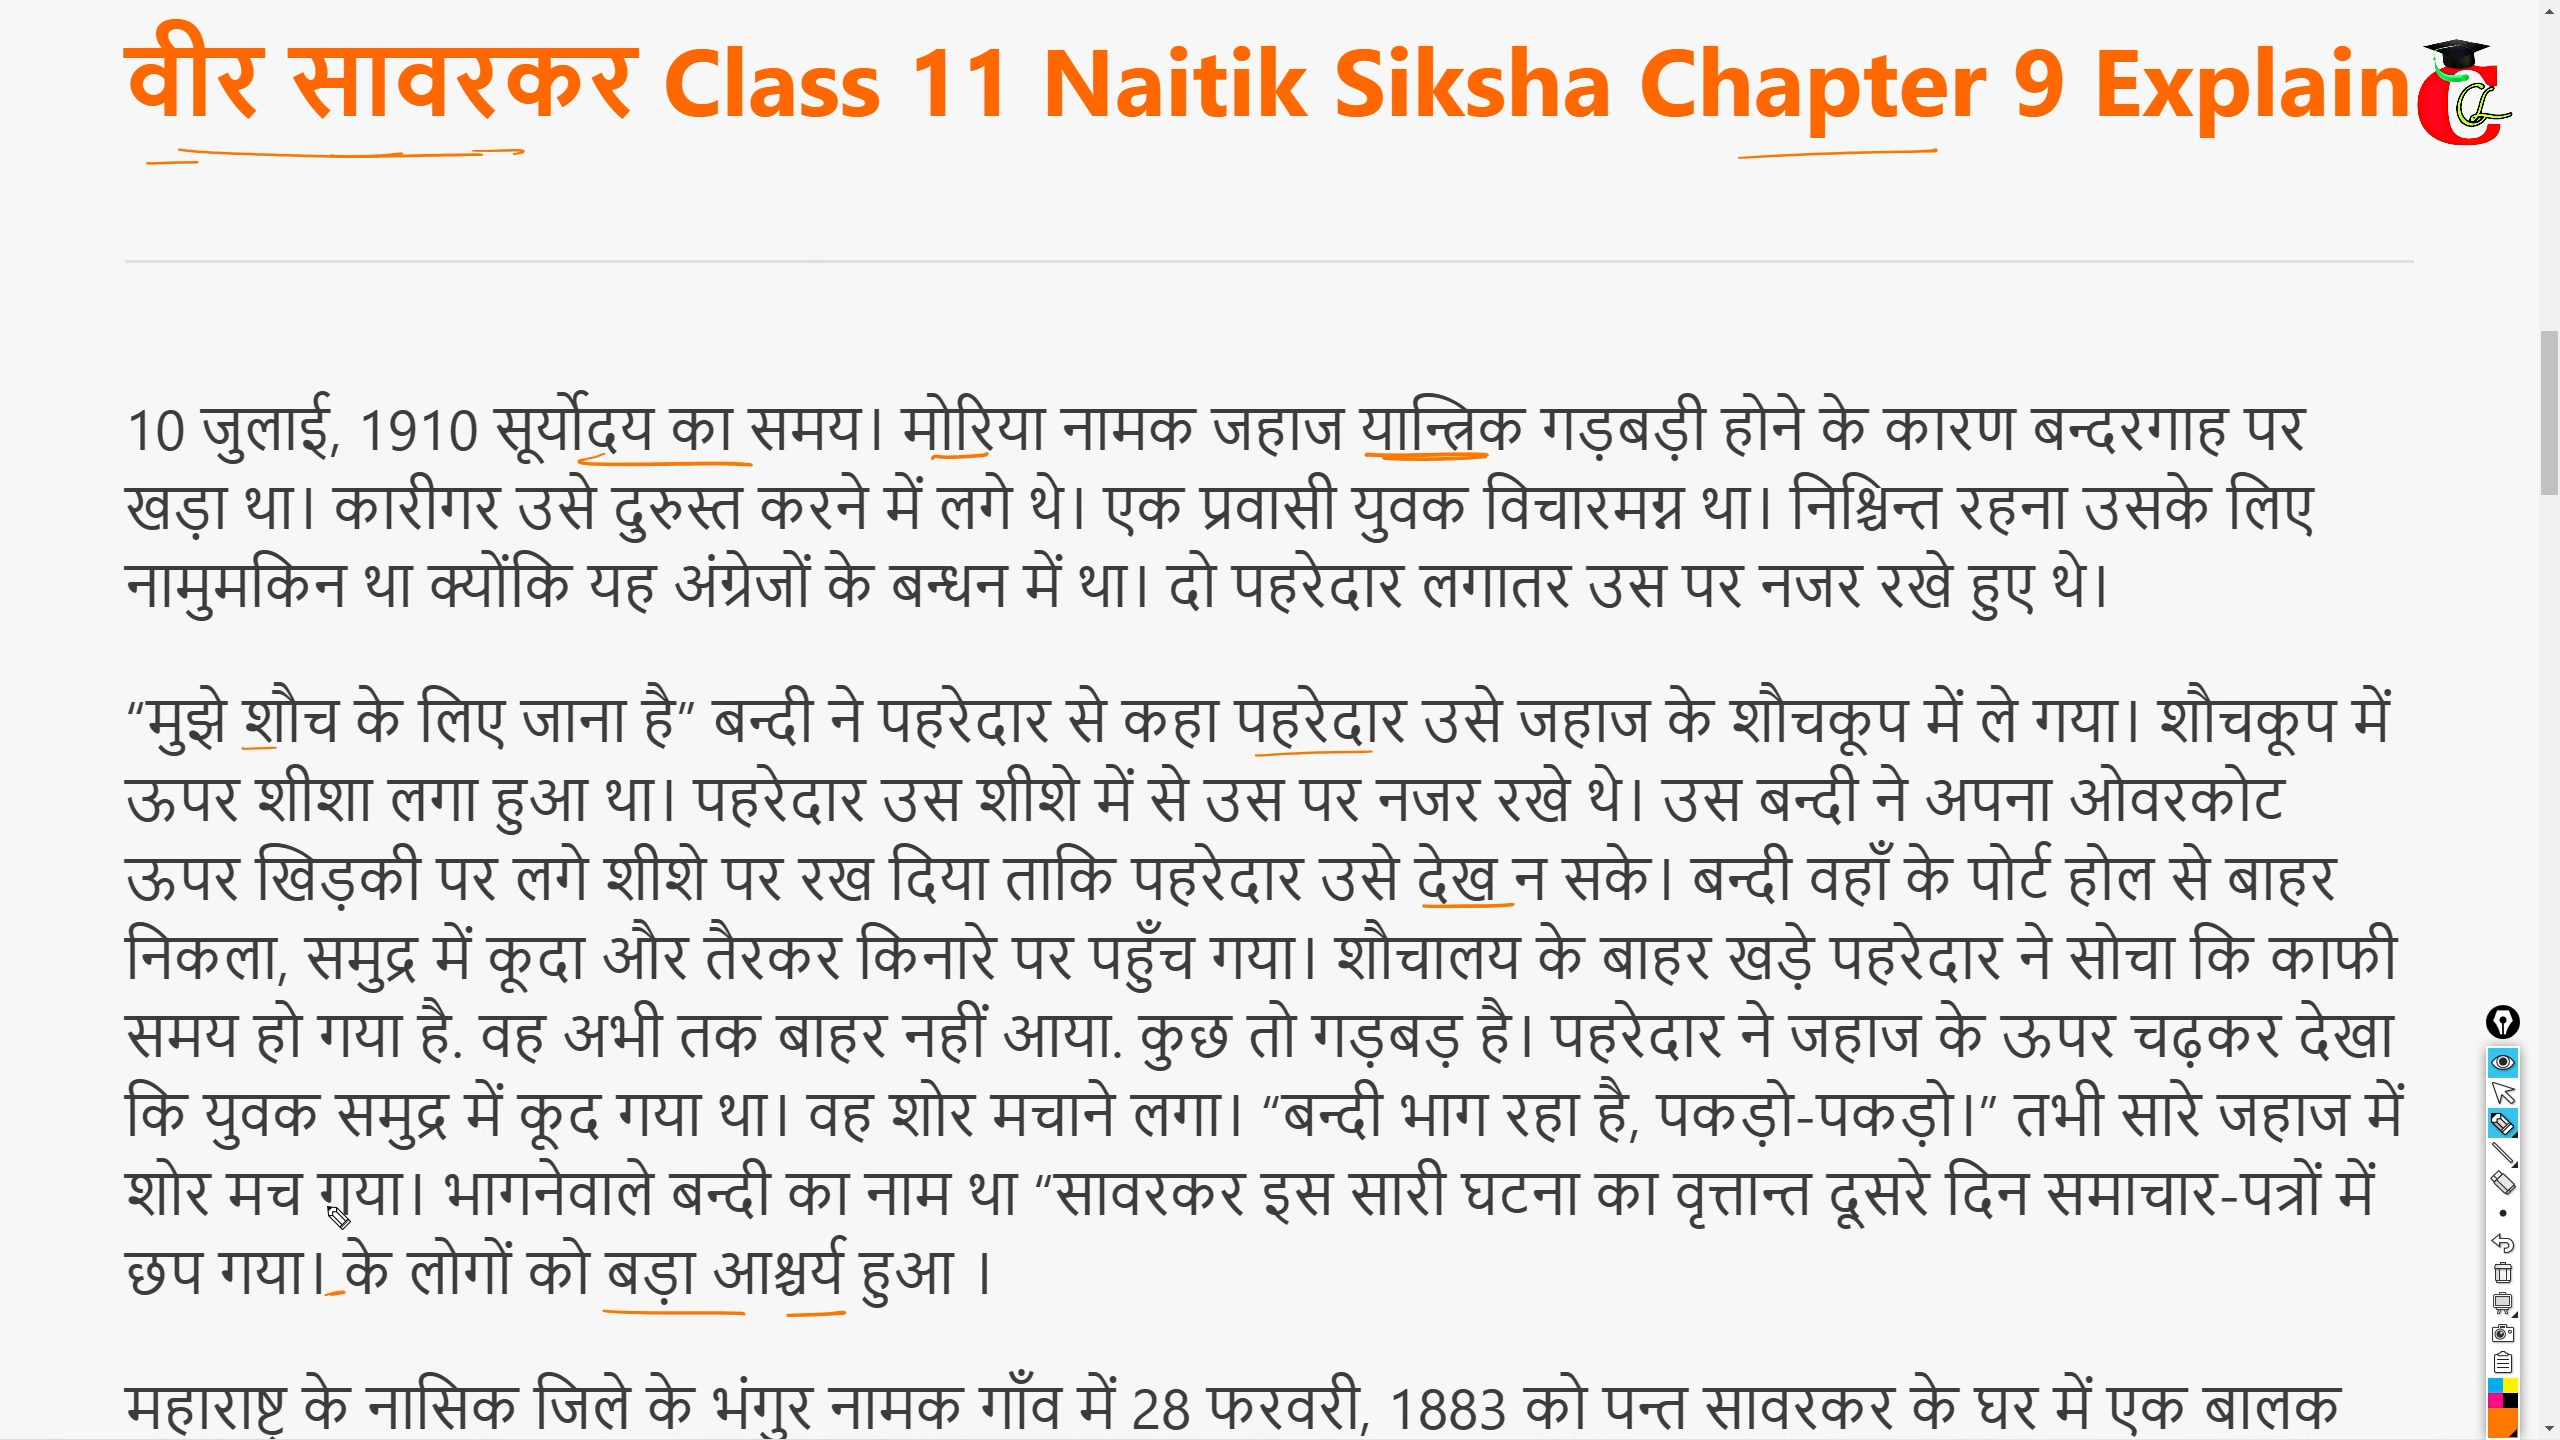 वीर सावरकर Class 11 Naitik Siksha Chapter 9 Explain
10 जुलाई, 1910 सूर्योदय का समय। मोरिया नामक जहाज यान्त्रिक गड़बड़ी होने के कारण बन्दरगाह पर
खड़ा था। कारीगर उसे दुरुस्त करने में लगे थे। एक प्रवासी युवक विचारमग्न था। निश्चिन्त रहना उसके लिए
नामुमकिन था क्योंकि यह अंग्रेजों के बन्धन में था। दो पहरेदार लगातर उस पर नजर रखे हुए थे।
“मुझे शौच के लिए जाना है” बन्दी ने पहरेदार से कहा पहरेदार उसे जहाज के शौचकूप में ले गया। शौचकूप में
ऊपर शीशा लगा हुआ था। पहरेदार उस शीशे में से उस पर नजर रखे थे। उस बन्दी ने अपना ओवरकोट
ऊपर खिड़की पर लगे शीशे पर रख दिया ताकि पहरेदार उसे देख न सके। बन्दी वहाँ के पोर्ट होल से बाहर
निकला, समुद्र में कूदा और तैरकर किनारे पर पहुँच गया। शौचालय के बाहर खड़े पहरेदार ने सोचा कि काफी
समय हो गया है. वह अभी तक बाहर नहीं आया. कुछ तो गड़बड़ है। पहरेदार ने जहाज के ऊपर चढ़कर देखा
कि युवक समुद्र में कूद गया था। वह शोर मचाने लगा। “बन्दी भाग रहा है, पकड़ो-पकड़ो।” तभी सारे जहाज में
शोर मच गया। भागनेवाले बन्दी का नाम था “सावरकर इस सारी घटना का वृत्तान्त दूसरे दिन समाचार-पत्रों में
छप गया। के लोगों को बड़ा आश्चर्य हुआ ।
महाराष्ट्र के नासिक जिले के भंगुर नामक गाँव में 28 फरवरी, 1883 को पन्त सावरकर के घर में एक बालक